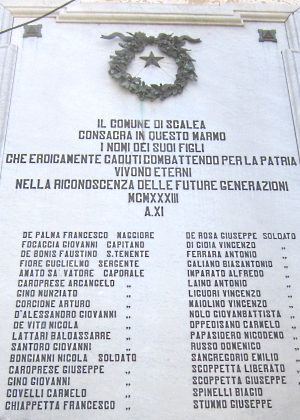 IL COMUNE DI SCALEA
CONSACRA IN QUESTO MARMO
I NOMI DEI SUOI FIGLI
CHE EROICAMENTE CADUTI COMBATTENDO PER LA PATRIA
VIVONO ETERNI
NELLA RICONOSCENZA DELLE FUTURE GENERAZIONI
MCMXXXIII
A.XI
DE PALMA FRANCESCO MAGGIORE
FOCACCIA GIOVANNI CAPITANO
DE BONIS FAUSTINO S.TENENTE
FIORE GUGLIELMO SERGENTE
AMATO SALVATORE CAPORALE
CAROPRESE ARCANGELO „
GINO NUNZIATO „
CORCIONE ARTURO „
D'ALESSANDRO GIOVANNI „
DE VITO NICOLA „
LATTARI BALDASSARRE „
SANTORO GIOVANNI „
BONGIANNI NICOLA SOLDATO
CAROPRESE GIUSEPPE „
GINO GIOVANNI „
COVELLI CARMELO „
CHIAPPETTA FRANCESCO „
DE ROSA GIUSEPPE SOLDATO
DI GIOIA VINCENZO „
FERRARA ANTONIO „
GALIANO BIASANTONIO „
IMPARATO ALFREDO „
LAINO ANTONIO „
LIGUORI VINCENZO „
MAIOLINO VINCENZO „
NOLO GIOVANBATTISTA „
OPPEDISANO CARMELO „
PAPASIDERO NICODEMO „
RUSSO DOMENICO „
SANGREGORIO EMILIO „
SCOPPETTA LIBERATO „
SCOPPETTA GIUSEPPE „
SPINELLI BIAGIO „
STUMMO GIUSEPPE „